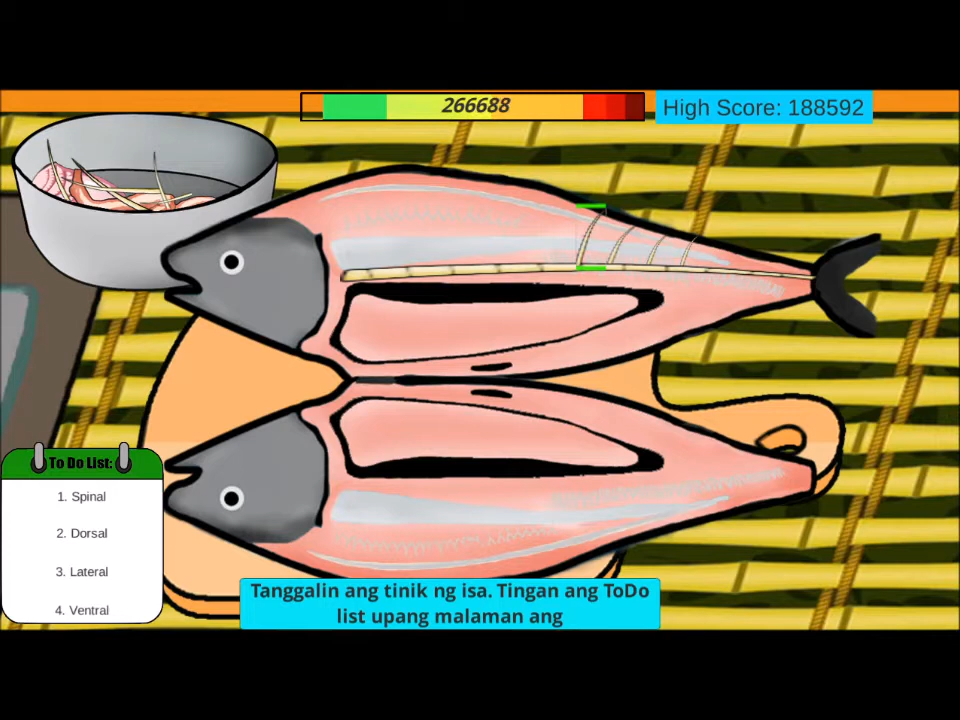 266688
High Score: 188592
To Do List:
1. Spinal
2. Dorsal
3. Lateral
4. Ventral
Tanggalin ang tinik ng isa. Tingan ang ToDo
list upang malaman ang